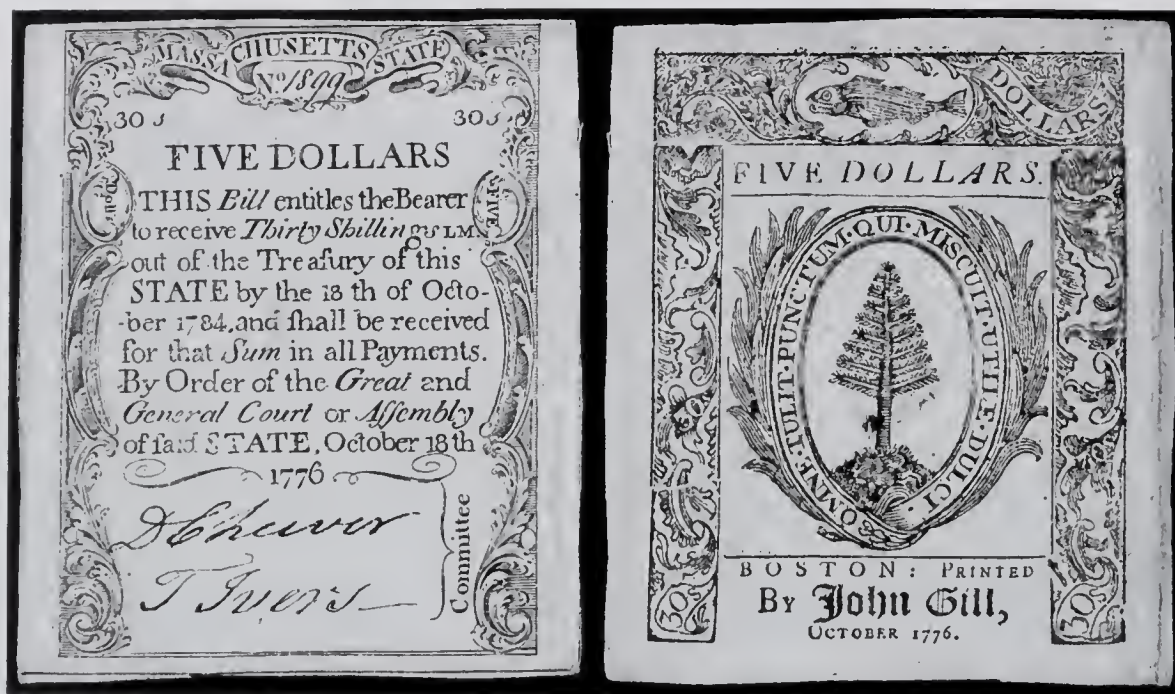 MASSACHUSETTS STATE
No 1899
30 s 30 s
FIVE DOLLARS
Dollrs FIVE
THIS Bill entitles the Bearer
to receive Thirty Shillings LM
out of the Treaſury of this
STATE by the 18 th of Octo-
-ber 1784, and ſhall be received
for that Sum in all Payments.
By Order of the Great and
General Court or Aſſembly
of ſaid STATE, October 18th
1776
D Cheever
T Ivers
Committee
DOLLARS
FIVE DOLLARS.
OMNE·TULIT·PUNCTUM·QUI·MISCUIT·UTILE·DULCI·
BOSTON: PRINTED
BY John Gill,
OCTOBER 1776.
30s 30s